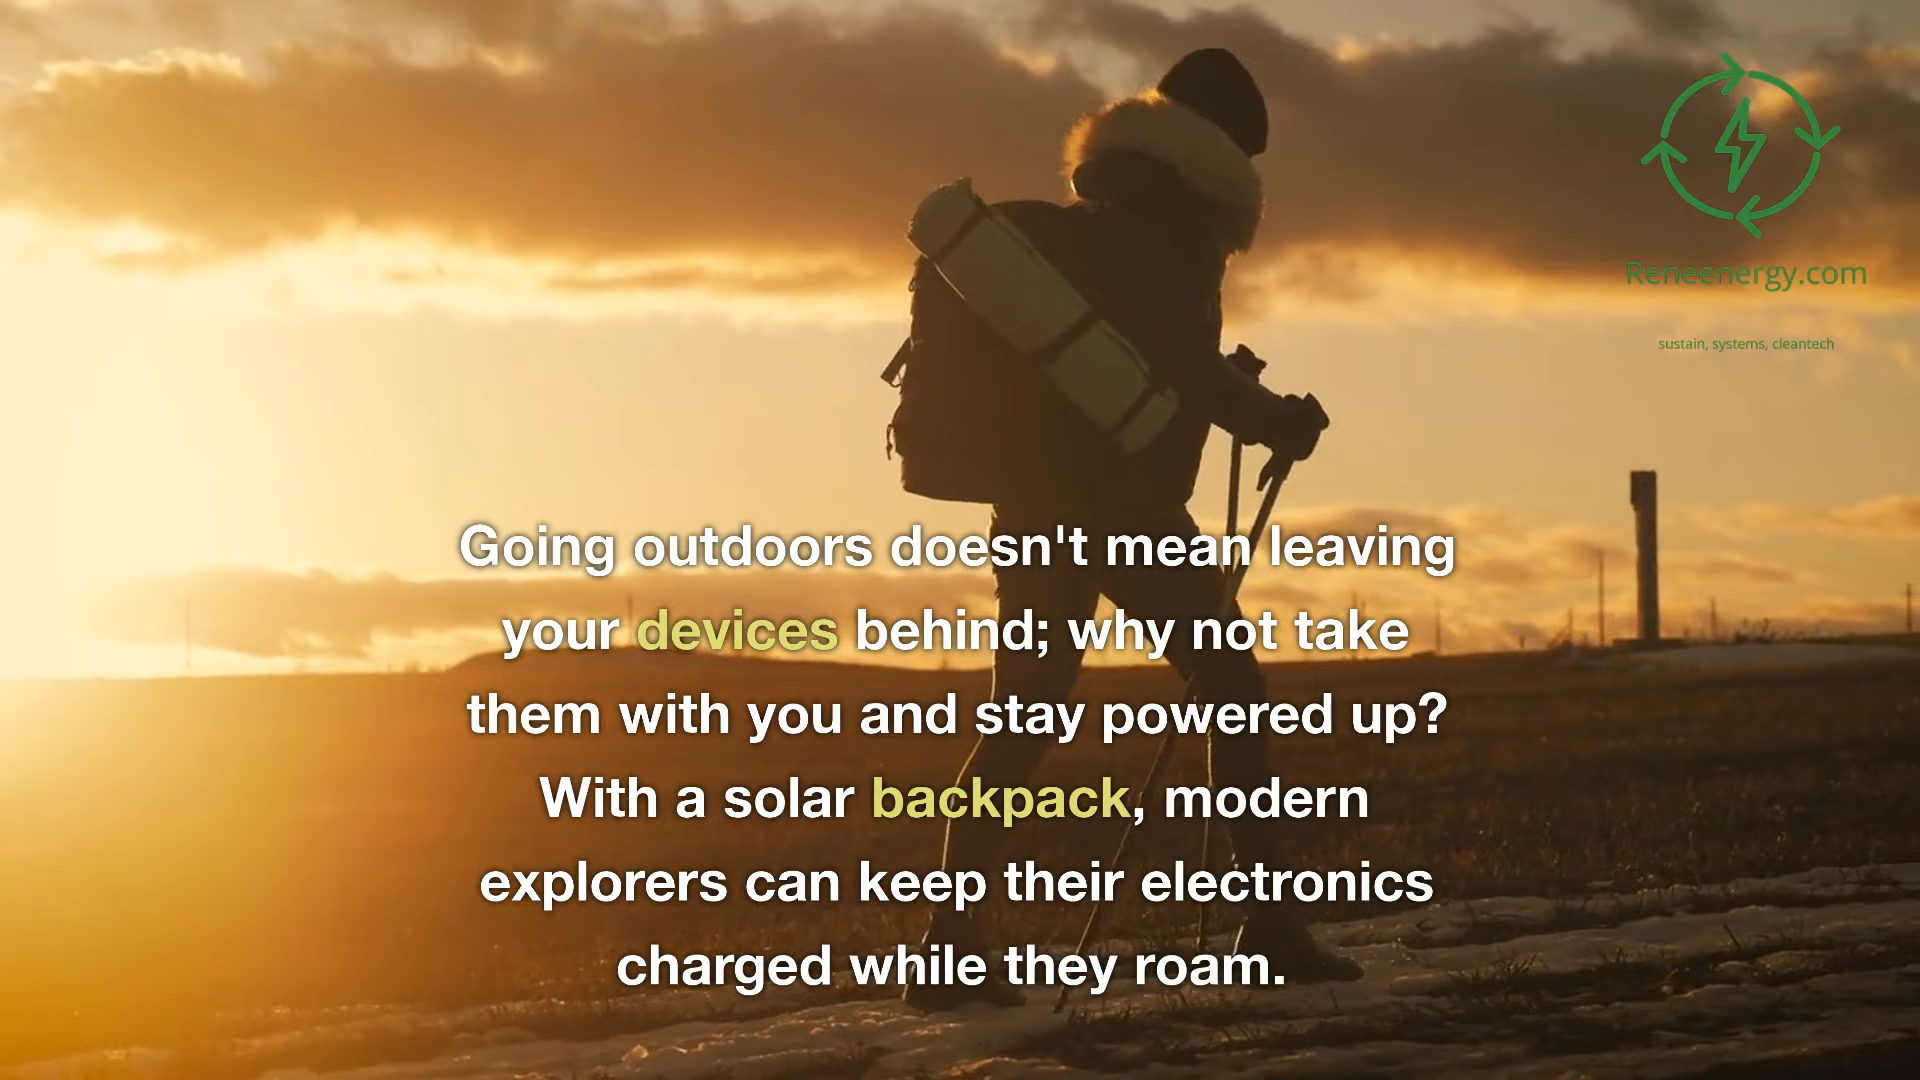 Reneenergy.com
sustain, systems, cleantech
Going outdoors doesn't mean leaving
your devices behind; why not take
them with you and stay powered up?
With a solar backpack, modern
explorers can keep their electronics
charged while they roam.